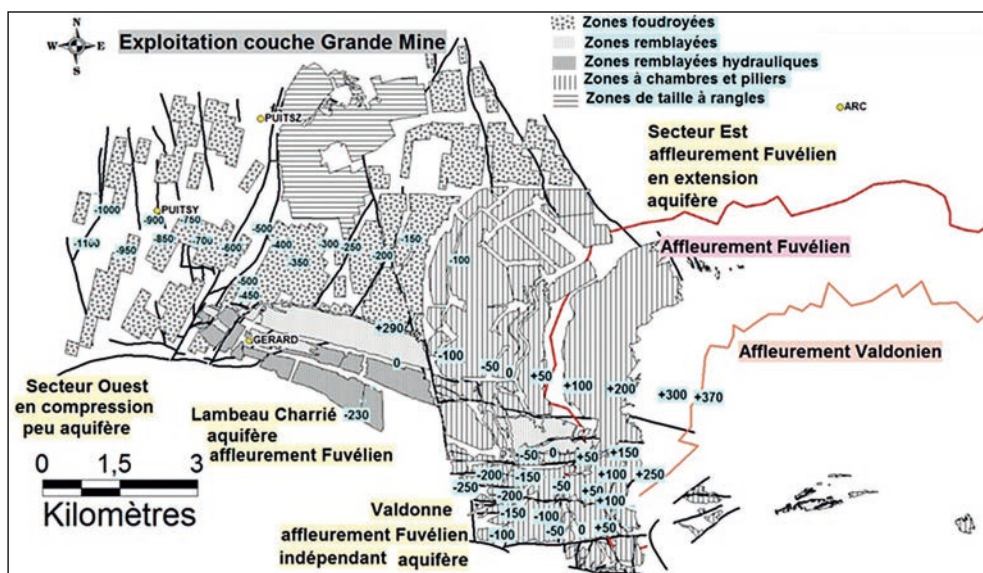 N
W E
S
Exploitation couche Grande Mine
Zones foudroyées
Zones remblayées
Zones remblayées hydrauliques
Zones à chambres et piliers
Zones de taille à rangles
ARC
PUITSZ
Secteur Est
affleurement Fuvélien
en extension
aquifère
PUITSY
-1000
-900
-750
-1100
-950
-850
-700
-600
-500
-400
-350
-300
-250
-200
-150
-100
Affleurement Fuvélien
-500
-450
GERARD
+290
0
-100
-50
0
+50
+100
+200
+300
+370
Affleurement Valdonien
Secteur Ouest
en compression
peu aquifère
-230
Lambeau Charrié
aquifère
affleurement Fuvélien
0 1,5 3
Kilomètres
-50
0
+50
+150
-200
-150
+100
+250
-250
-200
-50
+50
+100
-150
-100
-100
-50
0
+50
Valdonne
affleurement Fuvélien
indépendant aquifère